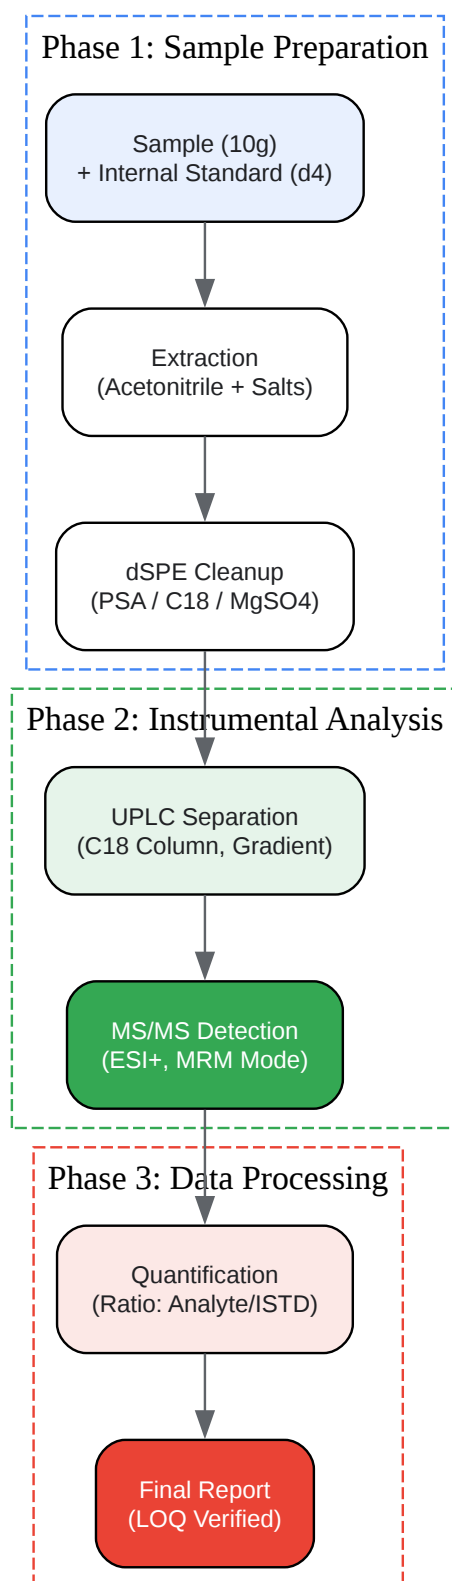 Phase 1: Sample Preparation
Sample (10g)
+ Internal Standard (d4)
Extraction
(Acetonitrile + Salts)
dSPE Cleanup
(PSA / C18 / MgSO4)
Phase 2: Instrumental Analysis
UPLC Separation
(C18 Column, Gradient)
MS/MS Detection
(ESI+, MRM Mode)
Phase 3: Data Processing
Quantification
(Ratio: Analyte/ISTD)
Final Report
(LOQ Verified)